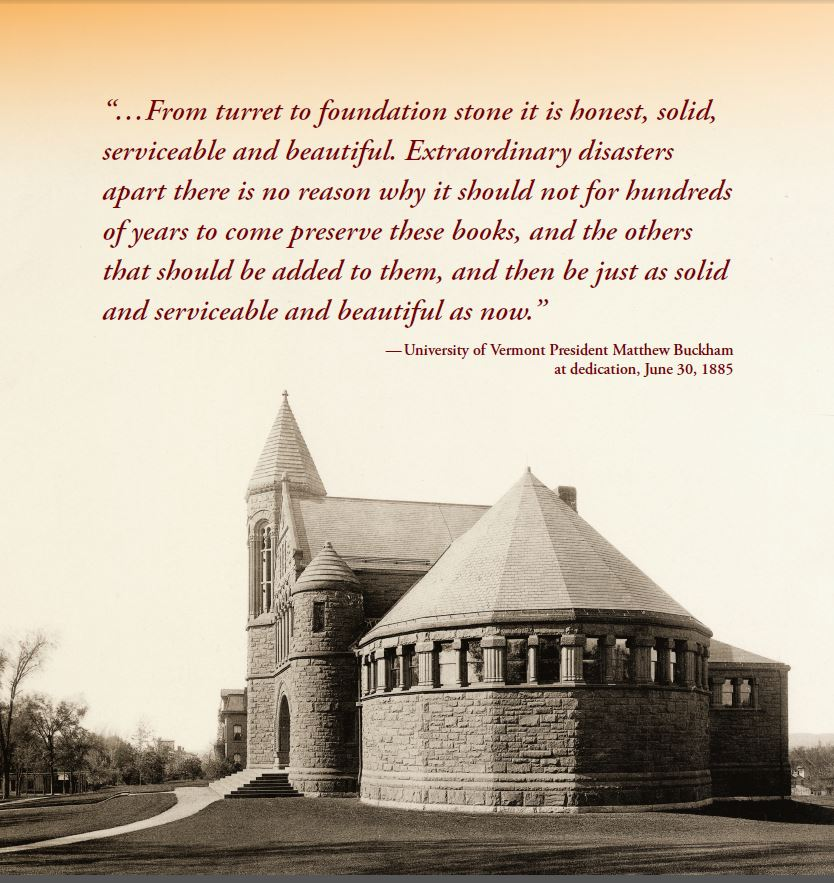 “…From turret to foundation stone it is honest, solid,
serviceable and beautiful. Extraordinary disasters
apart there is no reason why it should not for hundreds
of years to come preserve these books, and the others
that should be added to them, and then be just as solid
and serviceable and beautiful as now.”
—University of Vermont President Matthew Buckham
at dedication, June 30, 1885